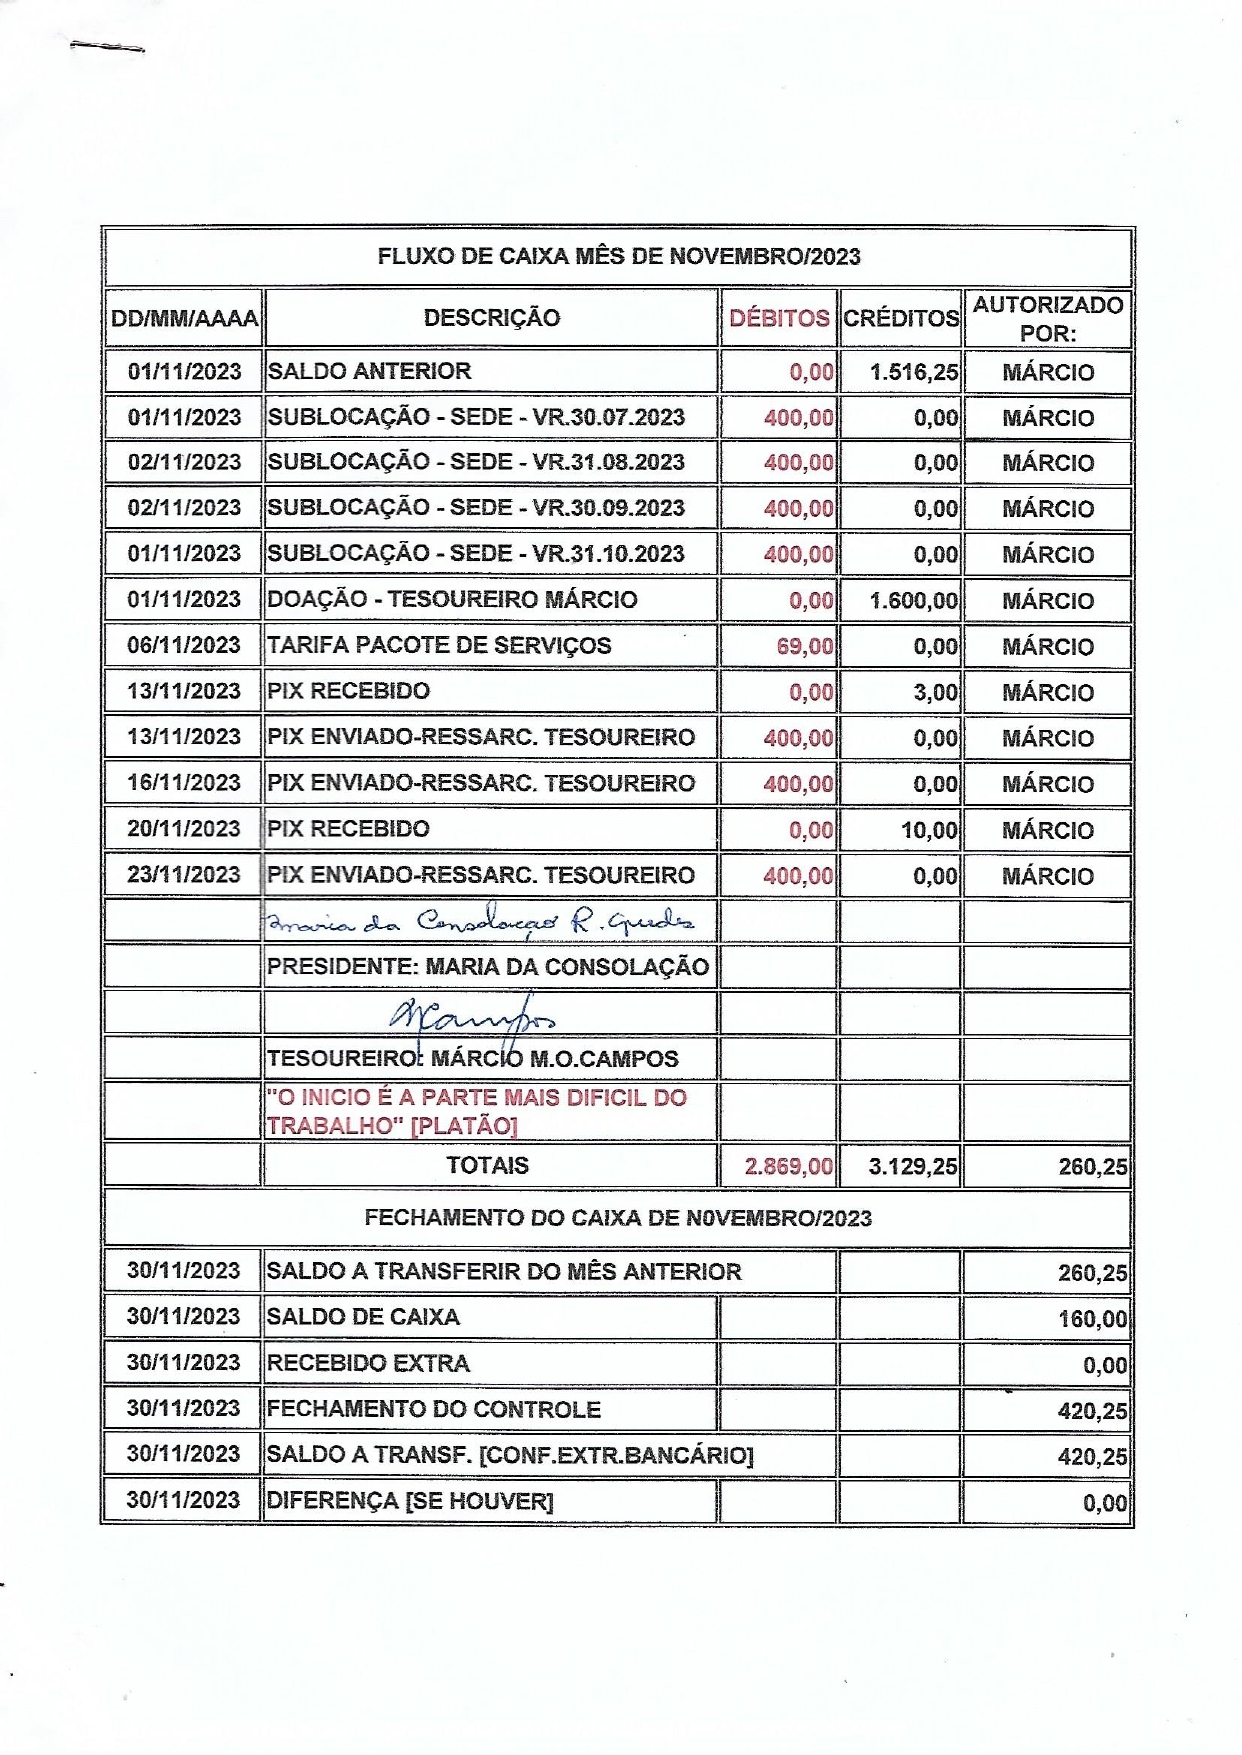 FLUXO DE CAIXA MÊS DE NOVEMBRO/2023
DD/MM/AAAA DESCRIÇÃO DÉBITOS CRÉDITOS AUTORIZADO POR:
01/11/2023 SALDO ANTERIOR 0,00 1.516,25 MÁRCIO
01/11/2023 SUBLOCAÇÃO - SEDE - VR.30.07.2023 400,00 0,00 MÁRCIO
02/11/2023 SUBLOCAÇÃO - SEDE - VR.31.08.2023 400,00 0,00 MÁRCIO
02/11/2023 SUBLOCAÇÃO - SEDE - VR.30.09.2023 400,00 0,00 MÁRCIO
01/11/2023 SUBLOCAÇÃO - SEDE - VR.31.10.2023 400,00 0,00 MÁRCIO
01/11/2023 DOAÇÃO - TESOUREIRO MÁRCIO 0,00 1.600,00 MÁRCIO
06/11/2023 TARIFA PACOTE DE SERVIÇOS 69,00 0,00 MÁRCIO
13/11/2023 PIX RECEBIDO 0,00 3,00 MÁRCIO
13/11/2023 PIX ENVIADO-RESSARC. TESOUREIRO 400,00 0,00 MÁRCIO
16/11/2023 PIX ENVIADO-RESSARC. TESOUREIRO 400,00 0,00 MÁRCIO
20/11/2023 PIX RECEBIDO 0,00 10,00 MÁRCIO
23/11/2023 PIX ENVIADO-RESSARC. TESOUREIRO 400,00 0,00 MÁRCIO
Maria da Consolaçao R. Guedes
PRESIDENTE: MARIA DA CONSOLAÇÃO
MCampos
TESOUREIRO: MÁRCIO M.O.CAMPOS
"O INICIO É A PARTE MAIS DIFICIL DO
TRABALHO" [PLATÃO]
TOTAIS 2.869,00 3.129,25 260,25
FECHAMENTO DO CAIXA DE NOVEMBRO/2023
30/11/2023 SALDO A TRANSFERIR DO MÊS ANTERIOR 260,25
30/11/2023 SALDO DE CAIXA 160,00
30/11/2023 RECEBIDO EXTRA 0,00
30/11/2023 FECHAMENTO DO CONTROLE 420,25
30/11/2023 SALDO A TRANSF. [CONF.EXTR.BANCÁRIO] 420,25
30/11/2023 DIFERENÇA [SE HOUVER] 0,00